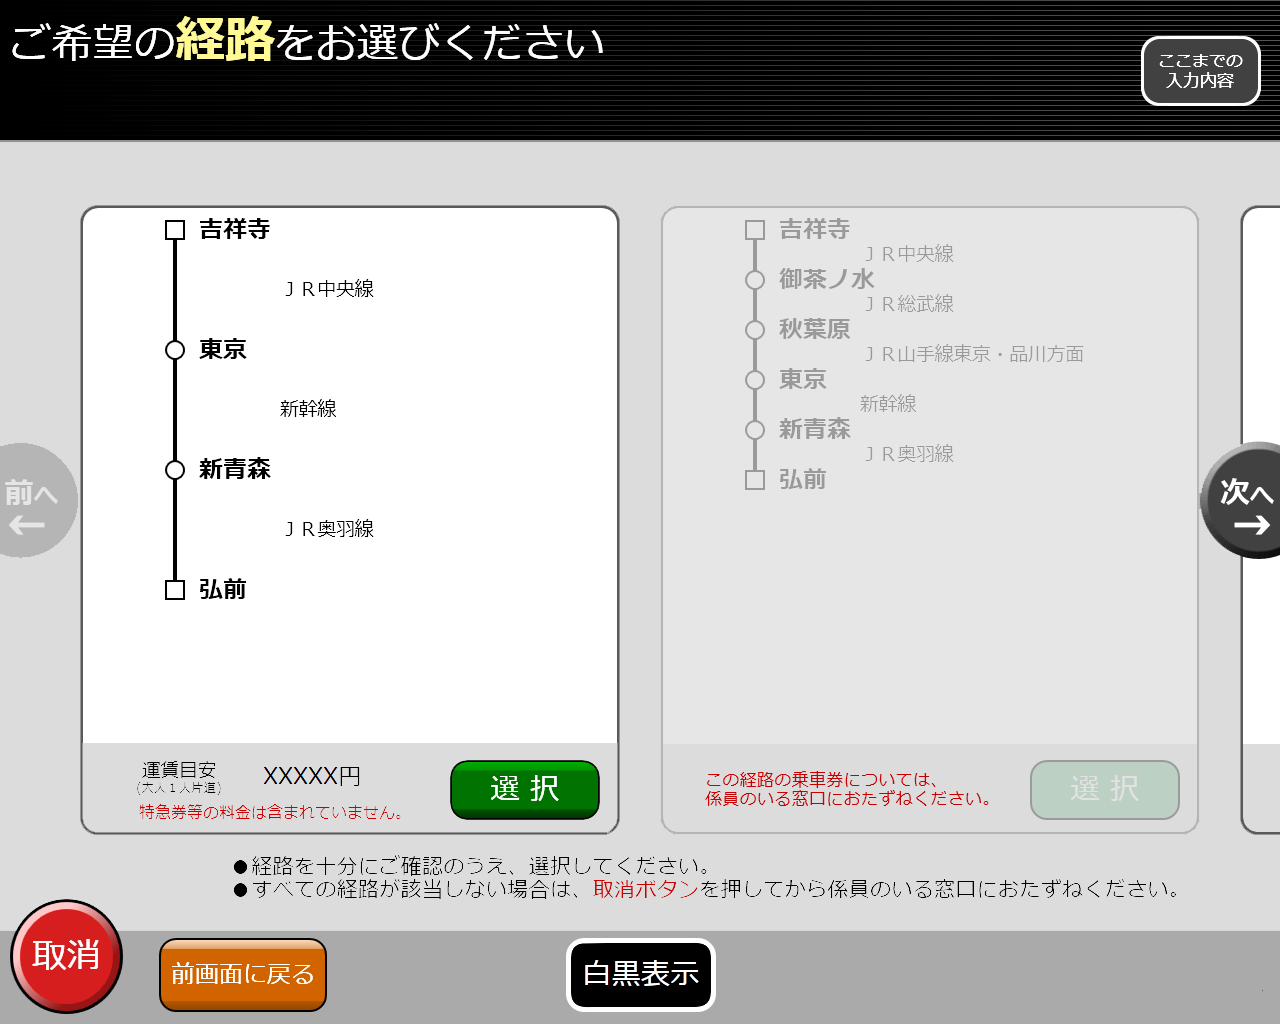 ご希望の経路をお選びください
ここまでの
入力内容
吉祥寺
ＪＲ中央線
東京
新幹線
新青森
ＪＲ奥羽線
弘前
運賃目安
(大人１人片道)
XXXXX円
特急券等の料金は含まれていません。
選 択
吉祥寺
ＪＲ中央線
御茶ノ水
ＪＲ総武線
秋葉原
ＪＲ山手線東京・品川方面
東京
新幹線
新青森
ＪＲ奥羽線
弘前
この経路の乗車券については、
係員のいる窓口におたずねください。
選 択
前へ
←
次へ
→
●経路を十分にご確認のうえ、選択してください。
●すべての経路が該当しない場合は、取消ボタンを押してから係員のいる窓口におたずねください。
取消
前画面に戻る
白黒表示